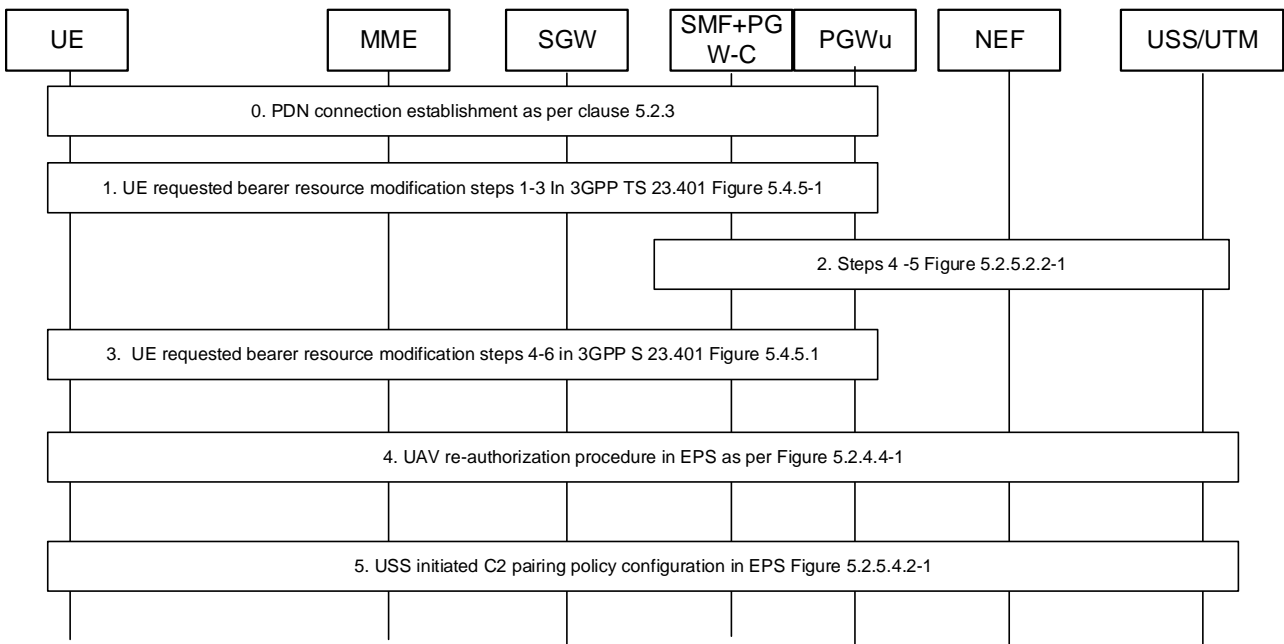 UE
MME
SGW
SMF+PG
W-C
PGWu
NEF
USS/UTM
0. PDN connection establishment as per clause 5.2.3
1. UE requested bearer resource modification steps 1-3 In 3GPP TS 23.401 Figure 5.4.5-1
2. Steps 4 -5 Figure 5.2.5.2.2-1
3. UE requested bearer resource modification steps 4-6 in 3GPP S 23.401 Figure 5.4.5.1
4. UAV re-authorization procedure in EPS as per Figure 5.2.4.4-1
5. USS initiated C2 pairing policy configuration in EPS Figure 5.2.5.4.2-1